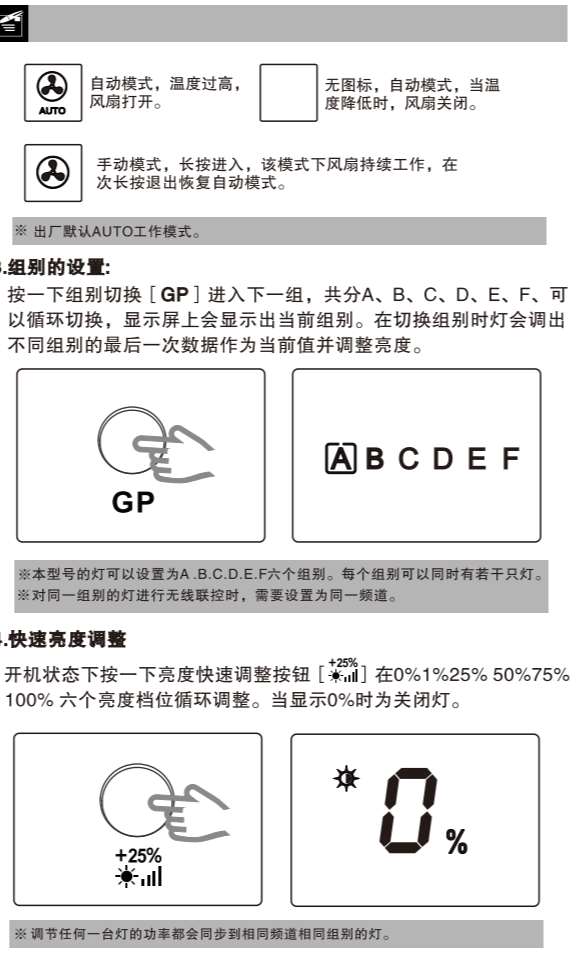 自动模式，温度过高，
风扇打开。
AUTO
无图标，自动模式，当温
度降低时，风扇关闭。
手动模式，长按进入，该模式下风扇持续工作，在
次长按退出恢复自动模式。
※ 出厂默认AUTO工作模式。
.组别的设置:
按一下组别切换［GP］进入下一组，共分A、B、C、D、E、F、可
以循环切换，显示屏上会显示出当前组别。在切换组别时灯会调出
不同组别的最后一次数据作为当前值并调整亮度。
GP
A B C D E F
※本型号的灯可以设置为A .B.C.D.E.F六个组别。每个组别可以同时有若干只灯。
※对同一组别的灯进行无线联控时，需要设置为同一频道。
.快速亮度调整
开机状态下按一下亮度快速调整按钮［+25%］在0%1%25% 50%75%
100% 六个亮度档位循环调整。当显示0%时为关闭灯。
+25%
0%
※ 调节任何一台灯的功率都会同步到相同频道相同组别的灯。